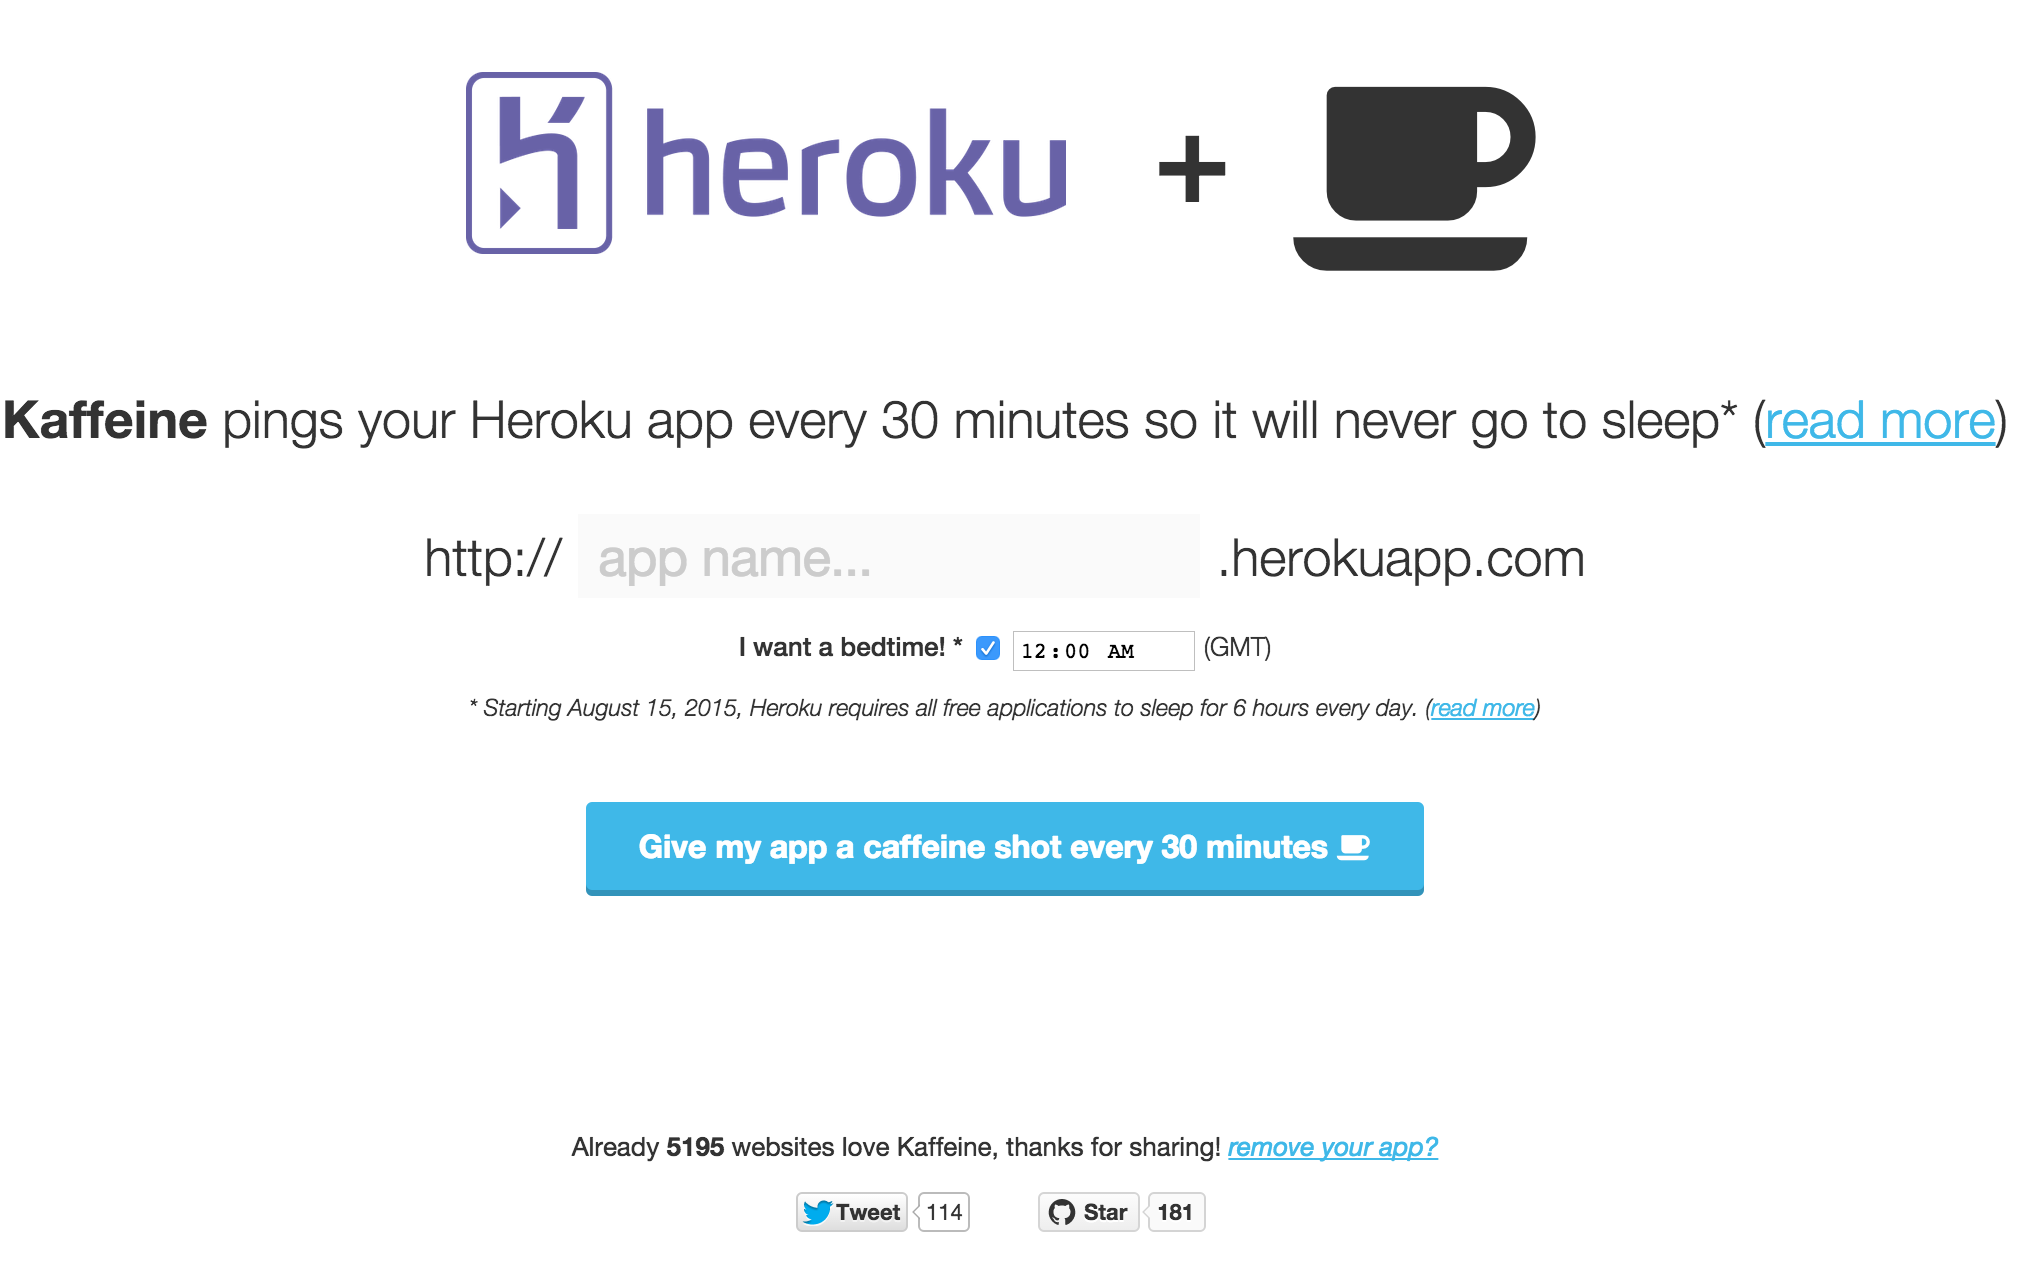 heroku +
Kaffeine pings your Heroku app every 30 minutes so it will never go to sleep* (read more)
http:// app name... .herokuapp.com
I want a bedtime! * 12:00 AM (GMT)
* Starting August 15, 2015, Heroku requires all free applications to sleep for 6 hours every day. (read more)
Give my app a caffeine shot every 30 minutes
Already 5195 websites love Kaffeine, thanks for sharing! remove your app?
Tweet 114 Star 181